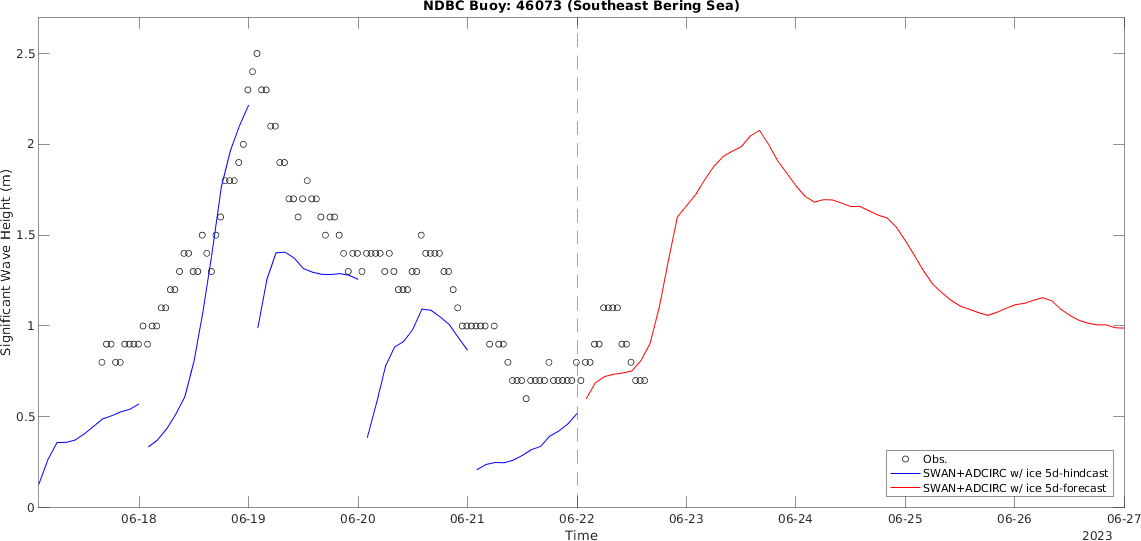 NDBC Buoy: 46073 (Southeast Bering Sea)
Significant Wave Height (m)
2.5
2
1.5
1
0.5
0
Obs.
SWAN+ADCIRC w/ ice 5d-hindcast
SWAN+ADCIRC w/ ice 5d-forecast
06-18 06-19 06-20 06-21 06-22 06-23 06-24 06-25 06-26 06-27
Time
2023